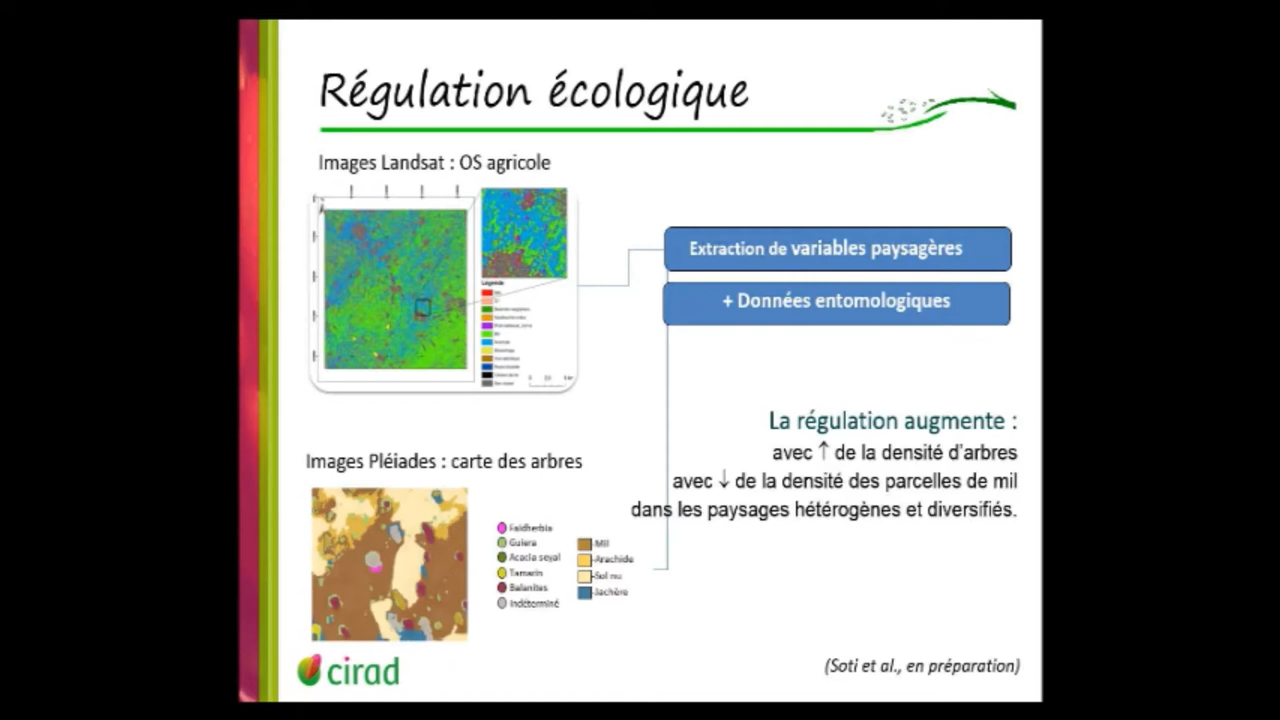 Régulation écologique
Images Landsat : OS agricole
Extraction de variables paysagères
+ Données entomologiques
La régulation augmente :
avec ↑ de la densité d'arbres
avec ↓ de la densité des parcelles de mil
dans les paysages hétérogènes et diversifiés.
Images Pléiades : carte des arbres
Faidherbia
Guiera
Acacia seyal
Tamarin
Balanites
Indéterminé
Mil
Arachide
Sol nu
Jachère
cirad
(Soti et al., en préparation)